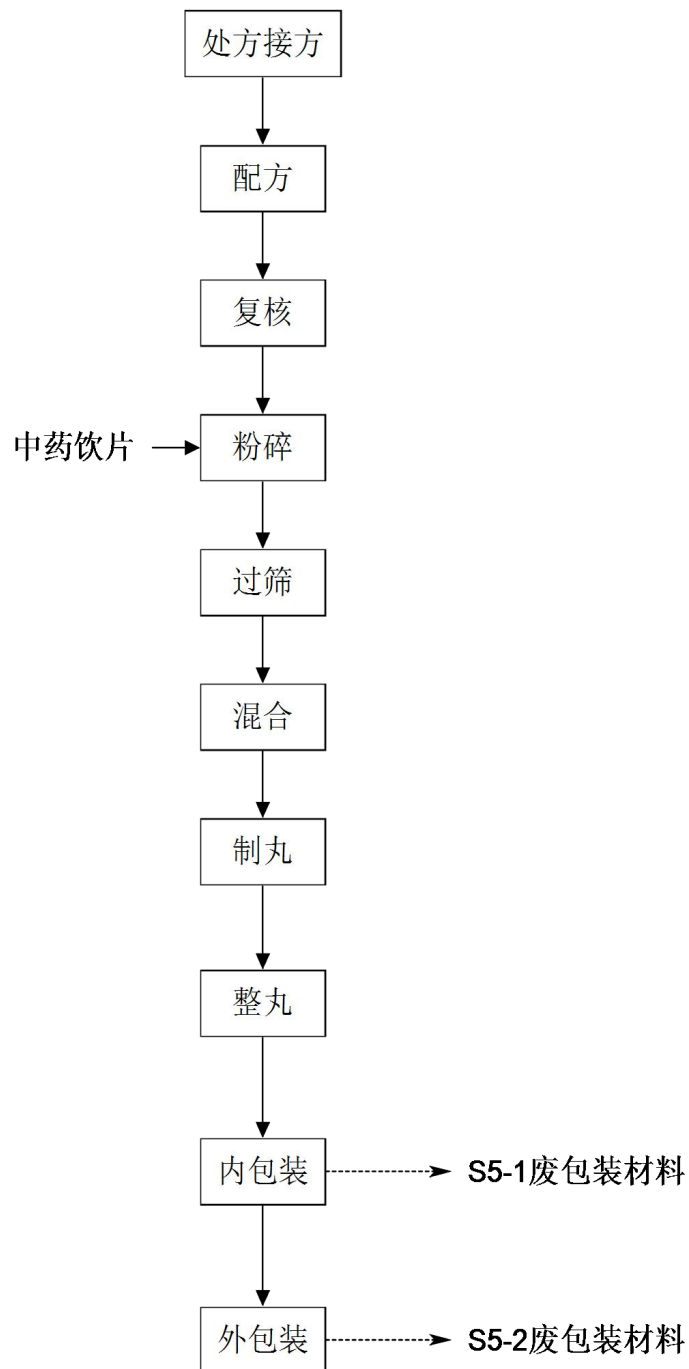 处方接方
配方
复核
中药饮片
粉碎
过筛
混合
制丸
整丸
内包装
S5-1废包装材料
外包装
S5-2废包装材料